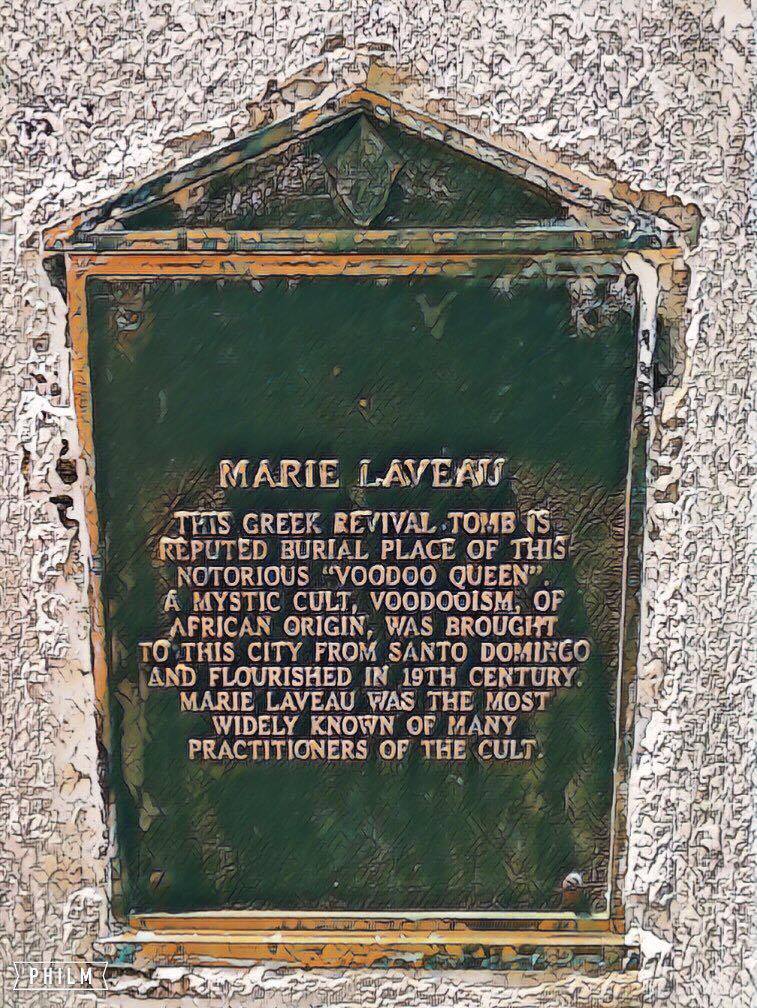 MARIE LAVEAU
THIS GREEK REVIVAL TOMB IS
REPUTED BURIAL PLACE OF THIS
NOTORIOUS "VOODOO QUEEN".
A MYSTIC CULT, VOODOOISM, OF
AFRICAN ORIGIN, WAS BROUGHT
TO THIS CITY FROM SANTO DOMINGO
AND FLOURISHED IN 19TH CENTURY.
MARIE LAVEAU WAS THE MOST
WIDELY KNOWN OF MANY
PRACTITIONERS OF THE CULT.
PHILM